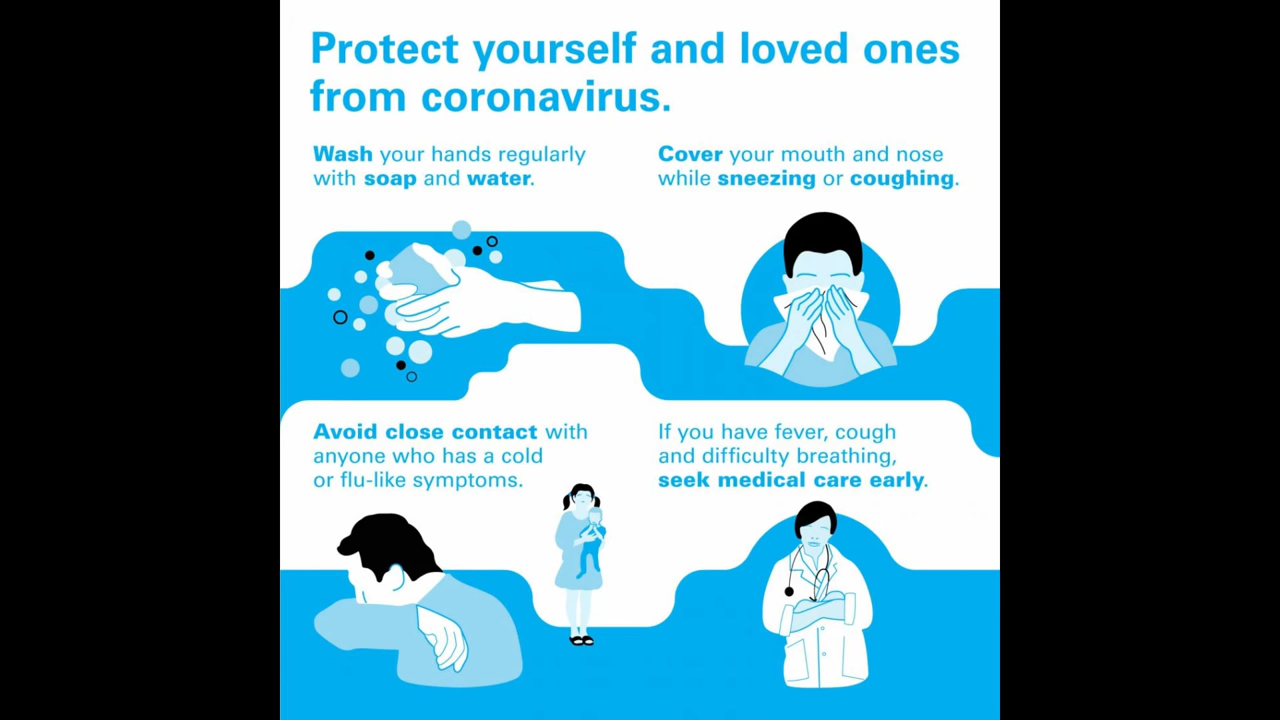 Protect yourself and loved ones
from coronavirus.
Wash your hands regularly
with soap and water.
Cover your mouth and nose
while sneezing or coughing.
Avoid close contact with
anyone who has a cold
or flu-like symptoms.
If you have fever, cough
and difficulty breathing,
seek medical care early.